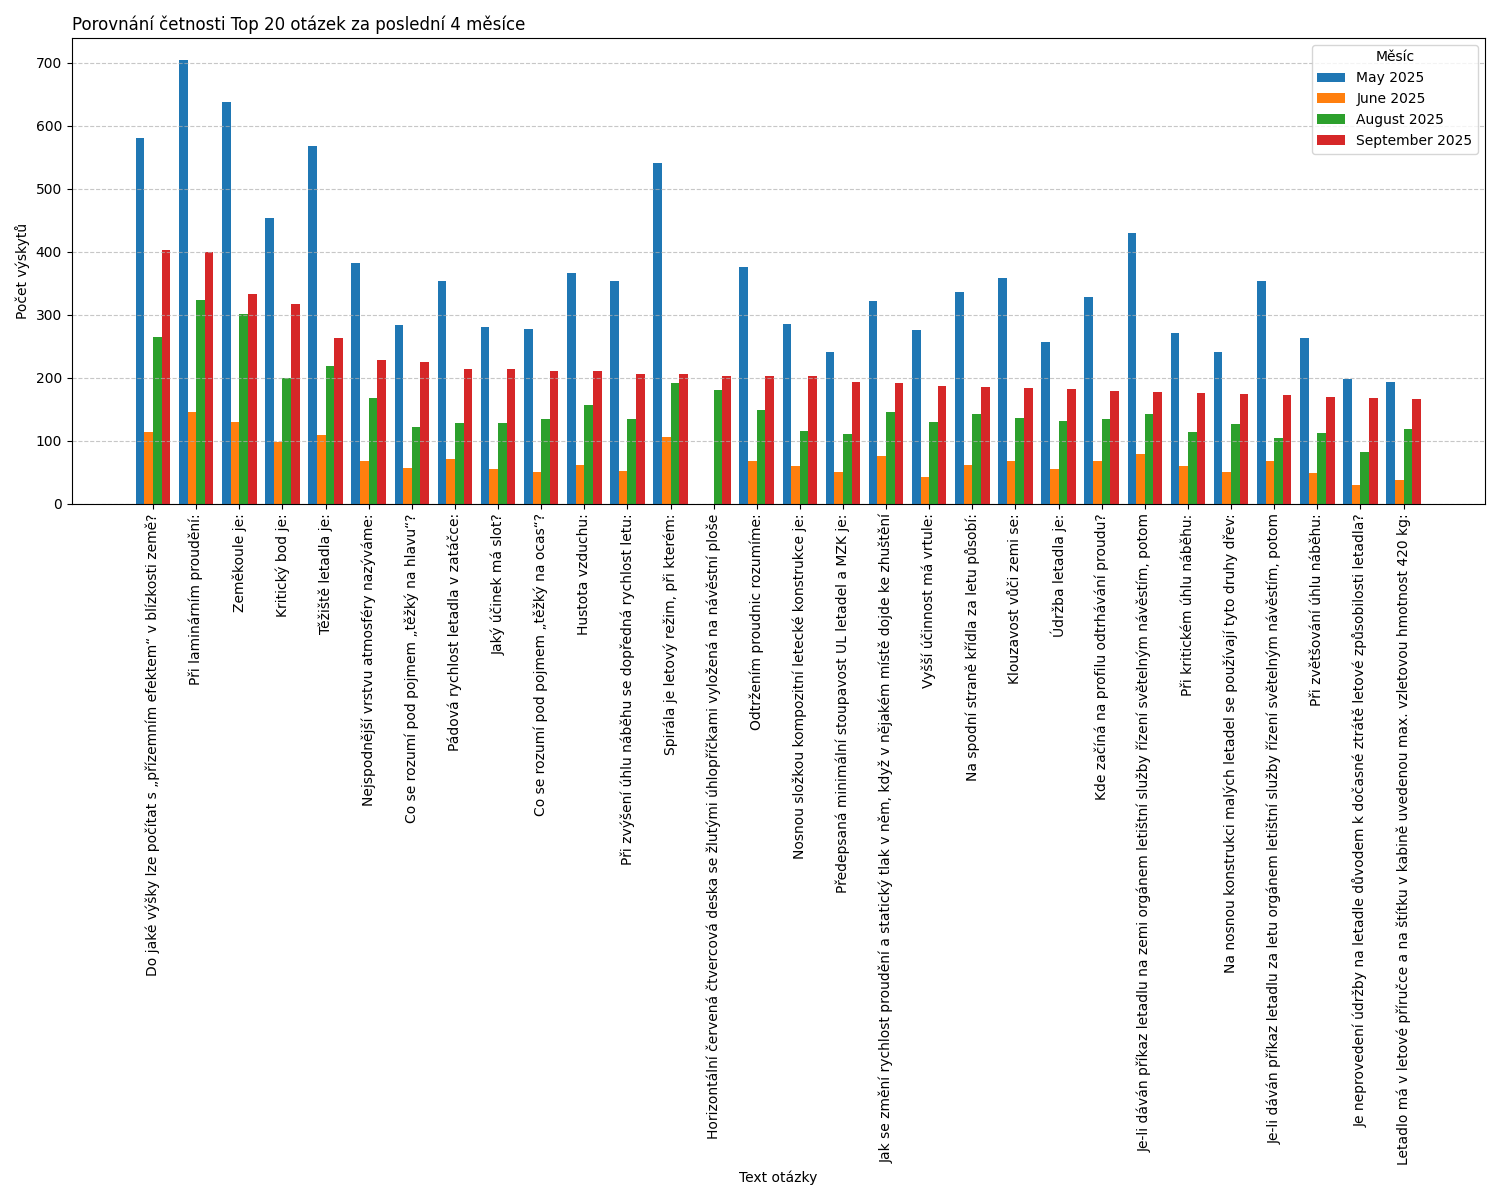 Porovnání četnosti Top 20 otázek za poslední 4 měsíce
Počet výskytů
700
600
500
400
300
200
100
0
Měsíc
May 2025
June 2025
August 2025
September 2025
Do jaké výšky lze počítat s „přízemním efektem“ v blízkosti země?
Při laminárním proudění:
Zeměkoule je:
Kritický bod je:
Těžiště letadla je:
Nejspodnější vrstvu atmosféry nazýváme:
Co se rozumí pod pojmem „těžký na hlavu“?
Pádová rychlost letadla v zatáčce:
Jaký účinek má slot?
Co se rozumí pod pojmem „těžký na ocas“?
Hustota vzduchu:
Při zvýšení úhlu náběhu se dopředná rychlost letu:
Spirála je letový režim, při kterém:
Horizontální červená čtvercová deska se žlutými úhlopříčkami vyložená na návěstní ploše
Odtržením proudnic rozumíme:
Nosnou složkou kompozitní letecké konstrukce je:
Předepsaná minimální stoupavost UL letadel a MZK je:
Jak se změní rychlost proudění a statický tlak v něm, když v nějakém místě dojde ke zhuštění
Vyšší účinnost má vrtule:
Na spodní straně křídla za letu působí:
Klouzavost vůči zemi se:
Údržba letadla je:
Kde začíná na profilu odtrhávání proudu?
Je-li dáván příkaz letadlu na zemi orgánem letištní služby řízení světelným návěstím, potom
Při kritickém úhlu náběhu:
Na nosnou konstrukci malých letadel se používají tyto druhy dřev:
Je-li dáván příkaz letadlu za letu orgánem letištní služby řízení světelným návěstím, potom
Při zvětšování úhlu náběhu:
Je neprovedení údržby na letadle důvodem k dočasné ztrátě letové způsobilosti letadla?
Letadlo má v letové příručce a na štítku v kabině uvedenou max. vzletovou hmotnost 420 kg:
Text otázky